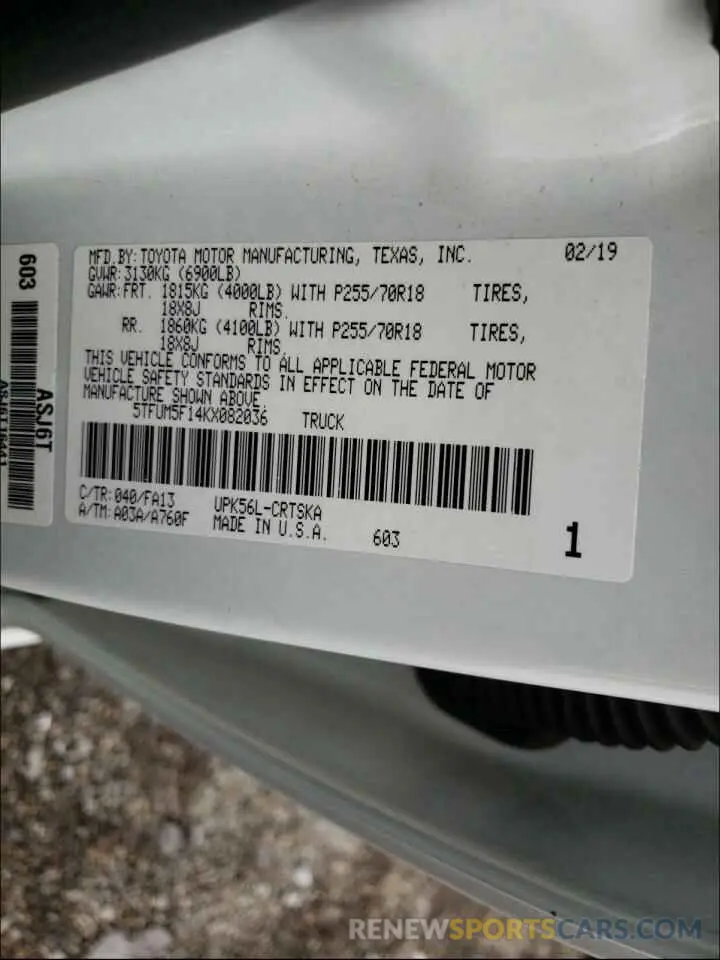 603
ASJ6T
MFD.BY:TOYOTA MOTOR MANUFACTURING, TEXAS, INC. 02/19
GVWR:3130KG (6900LB)
GAWR:FRT. 1815KG (4000LB) WITH P255/70R18 TIRES,
18X8J RIMS.
RR. 1860KG (4100LB) WITH P255/70R18 TIRES,
18X8J RIMS.
THIS VEHICLE CONFORMS TO ALL APPLICABLE FEDERAL MOTOR
VEHICLE SAFETY STANDARDS IN EFFECT ON THE DATE OF
MANUFACTURE SHOWN ABOVE
5TFUM5F14KX082036 TRUCK
C/TR:040/FA13 UPK56L-CRTSKA
A/TM:A03A/A760F MADE IN U.S.A. 603
1
RENEWSPORTSCARS.COM